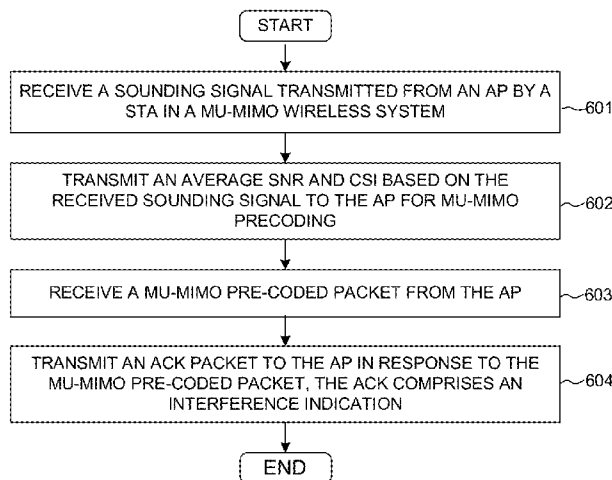 START
RECEIVE A SOUNDING SIGNAL TRANSMITTED FROM AN AP BY A
STA IN A MU-MIMO WIRELESS SYSTEM
601
TRANSMIT AN AVERAGE SNR AND CSI BASED ON THE
RECEIVED SOUNDING SIGNAL TO THE AP FOR MU-MIMO
PRECODING
602
RECEIVE A MU-MIMO PRE-CODED PACKET FROM THE AP
603
TRANSMIT AN ACK PACKET TO THE AP IN RESPONSE TO THE
MU-MIMO PRE-CODED PACKET, THE ACK COMPRISES AN
INTERFERENCE INDICATION
604
END